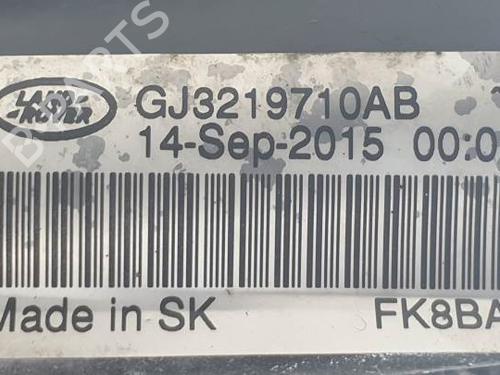 LAND-
ROVER
GJ3219710AB
14-Sep-2015 00:0
Made in SK
FK8BA